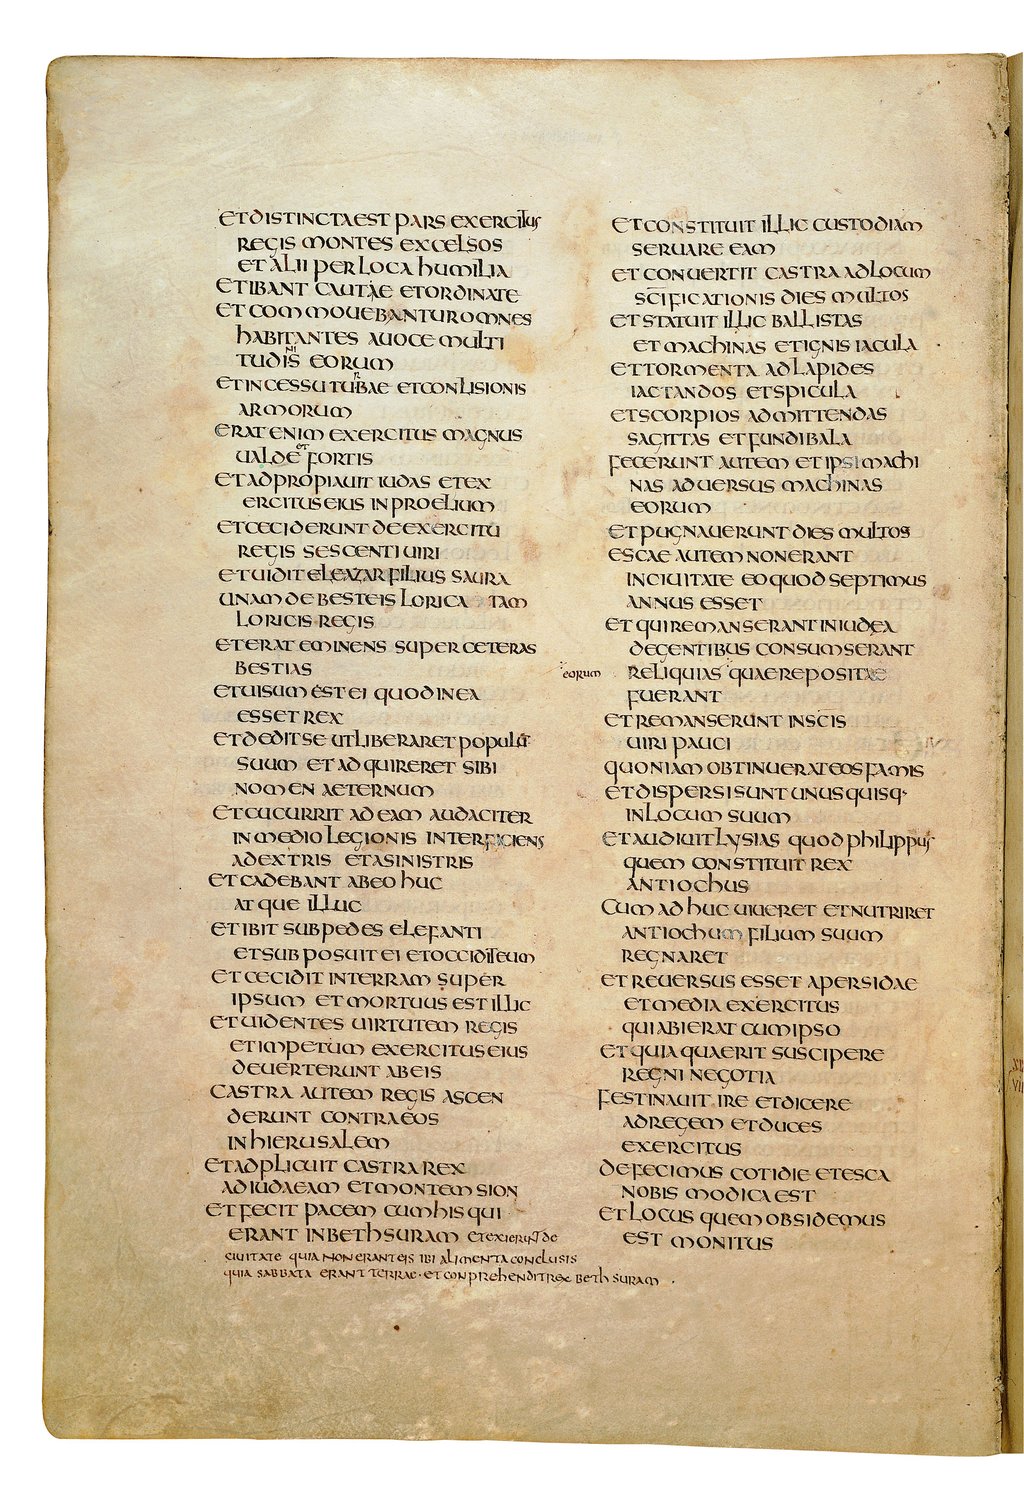 ET DISTINCTA EST PARS EXERCITUS
REGIS MONTES EXCELSOS
ET ALII PER LOCA HUMILIA
ET IBANT CAUTAE ET ORDINATE
ET COMMOUEBANTUR OMNES
HABITANTES A UOCE MULTI
TUDINIS EORUM
ET INCESSU TURBAE ET CONLISIONIS
ARMORUM
ERAT ENIM EXERCITUS MAGNUS
UALDE ET FORTIS
ET ADPROPIAUIT IUDAS ET EX
ERCITUS EIUS IN PROELIUM
ET CECIDERUNT DE EXERCITU
REGIS SESCENTI UIRI
ET UIDIT ELEAZAR FILIUS SAURA
UNAM DE BESTEIS LORICATAM
LORICIS REGIS
ET ERAT EMINENS SUPER CETERAS
BESTIAS
ET UISUM EST EI QUOD IN EA
ESSET REX
ET DEDIT SE UT LIBERARET POPULŪ
SUUM ET ADQUIRERET SIBI
NOMEN AETERNUM
ET CUCURRIT AD EAM AUDACITER
IN MEDIO LEGIONIS INTERFICIENS
A DEXTRIS ET A SINISTRIS
ET CADEBANT AB EO HUC
ATQUE ILLUC
ET IBIT SUB PEDES ELEFANTI
ET SUBPOSUIT EI ET OCCIDIT EUM
ET CECIDIT IN TERRAM SUPER
IPSUM ET MORTUUS EST ILLIC
ET UIDENTES UIRTUTEM REGIS
ET IMPETUM EXERCITUS EIUS
DEUERTERUNT AB EIS
CASTRA AUTEM REGIS ASCEN
DERUNT CONTRA EOS
IN HIERUSALEM
ET ADPLICUIT CASTRA REX
AD IUDAEAM ET MONTEM SION
ET FECIT PACEM CUM HIS QUI
ERANT IN BETHSURAM et exierunt de
ciuitate quia non erant eis ibi alimenta conclusis
quia sabbata erant terrae · et conprehendit rex bethsuram
ET CONSTITUIT ILLIC CUSTODIAM
SERUARE EAM
ET CONUERTIT CASTRA AD LOCUM
SC̄IFICATIONIS DIES MULTOS
ET STATUIT ILLIC BALLISTAS
ET MACHINAS ET IGNIS IACULA
ET TORMENTA AD LAPIDES
IACTANDOS ET SPICULA
ET SCORPIOS AD MITTENDAS
SAGITTAS ET FUNDIBALA
FECERUNT AUTEM ET IPSI MACHI
NAS ADUERSUS MACHINAS
EORUM
ET PUGNAUERUNT DIES MULTOS
ESCAE AUTEM NON ERANT
IN CIUITATE EO QUOD SEPTIMUS
ANNUS ESSET
ET QUI REMANSERANT IN IUDEA
DE GENTIBUS CONSUMSERANT
eorum RELIQUIAS QUAE REPOSITAE
FUERANT
ET REMANSERUNT IN SC̄IS
UIRI PAUCI
QUONIAM OBTINUERAT EOS FAMIS
ET DISPERSI SUNT UNUSQUISQ·
IN LOCUM SUUM
ET AUDIUIT LYSIAS QUOD PHILIPPUS
QUEM CONSTITUIT REX
ANTIOCHUS
CUM ADHUC UIUERET ET NUTRIRET
ANTIOCHUM FILIUM SUUM
REGNARET
ET REUERSUS ESSET A PERSIDAE
ET MEDIA EXERCITUS
QUI ABIERAT CUM IPSO
ET QUIA QUAERIT SUSCIPERE
REGNI NEGOTIA
FESTINAUIT IRE ET DICERE
AD REGEM ET DUCES
EXERCITUS
DEFECIMUS COTIDIE ET ESCA
NOBIS MODICA EST
ET LOCUS QUEM OBSIDEMUS
EST MONITUS